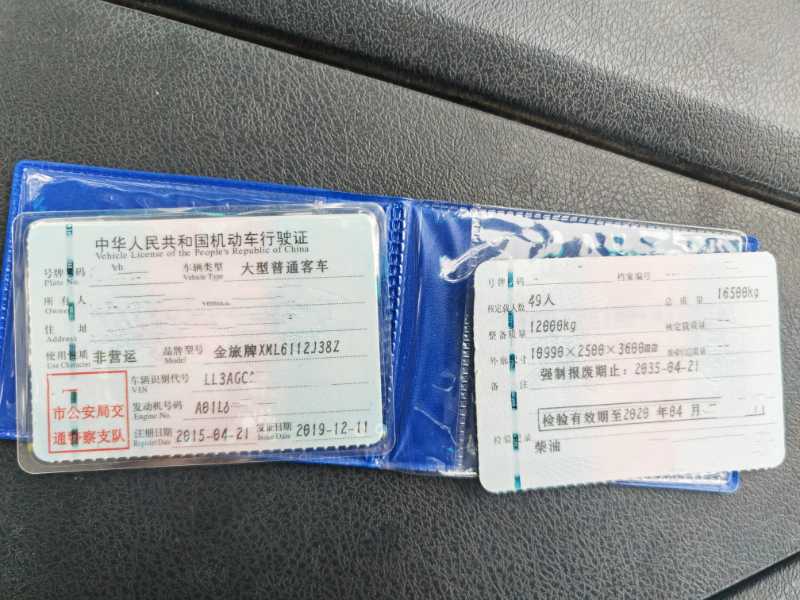 中华人民共和国机动车行驶证
Vehicle License of the People's Republic of China
号牌号码 车辆类型 大型普通客车
Plate No. Vehicle Type
所有人
Owner
住 址
Address
使用性质 非营运 品牌型号 金旅牌XML6112J38Z
Use Character Model
市公安局交
通警察支队
车辆识别代号 LL3AGC
VIN
发动机号码 A01L
Engine No.
注册日期 2015-04-21 发证日期 2019-12-11
Register Date Issue Date
号牌号码 档案编号
核定载人数 49人 总质量 16500kg
整备质量 12000kg 核定载质量
外廓尺寸 10990×2500×3600mm
备 注 强制报废期止：2035-04-21
检验有效期至2020 年04 月
检验记录
柴油